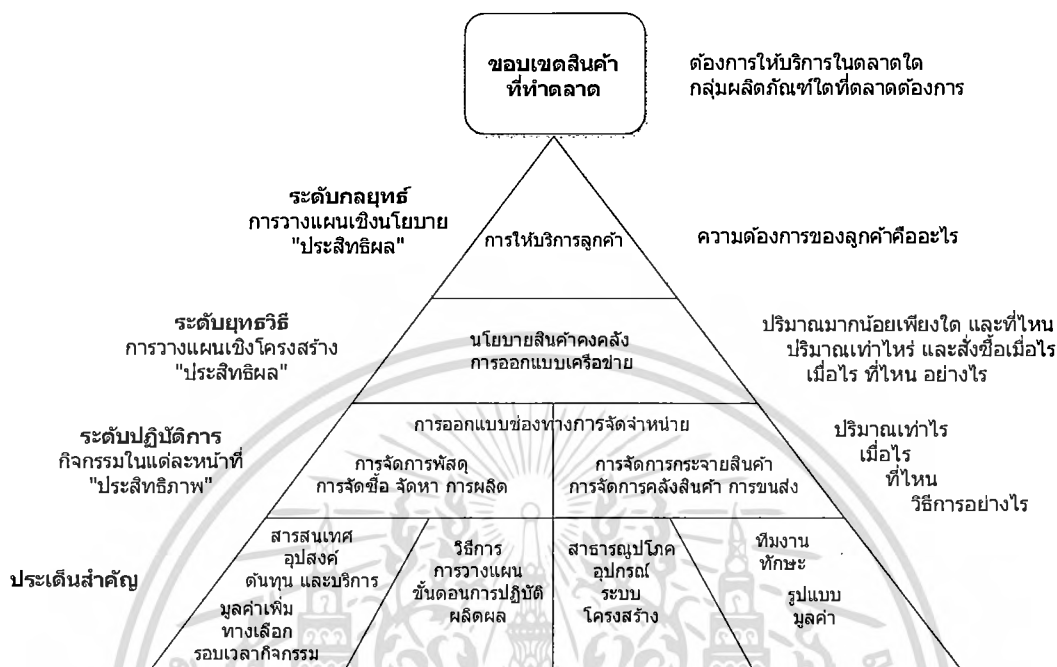 ขอบเขตสินค้า
ที่ทำตลาด
ต้องการให้บริการในตลาดใด
กลุ่มผลิตภัณฑ์ใดที่ตลาดต้องการ
ระดับกลยุทธ์
การวางแผนเชิงนโยบาย
"ประสิทธิผล"
การให้บริการลูกค้า
ความต้องการของลูกค้าคืออะไร
ระดับยุทธวิธี
การวางแผนเชิงโครงสร้าง
"ประสิทธิผล"
นโยบายสินค้าคงคลัง
การออกแบบเครือข่าย
ปริมาณมากน้อยเพียงใด และที่ไหน
ปริมาณเท่าไหร่ และสั่งซื้อเมื่อไร
เมื่อไร ที่ไหน อย่างไร
ระดับปฏิบัติการ
กิจกรรมในแต่ละหน้าที่
"ประสิทธิภาพ"
การออกแบบช่องทางการจัดจำหน่าย
การจัดการพัสดุ
การจัดซื้อ จัดหา การผลิต
การจัดการกระจายสินค้า
การจัดการคลังสินค้า การขนส่ง
ปริมาณเท่าไร
เมื่อไร
ที่ไหน
วิธีการอย่างไร
ประเด็นสำคัญ
สารสนเทศ
อุปสงค์
ต้นทุน และบริการ
มูลค่าเพิ่ม
ทางเลือก
รอบเวลากิจกรรม
วิธีการ
การวางแผน
ขั้นตอนการปฏิบัติ
ผลิตผล
สาธารณูปโภค
อุปกรณ์
ระบบ
โครงสร้าง
ทีมงาน
ทักษะ
รูปแบบ
มูลค่า